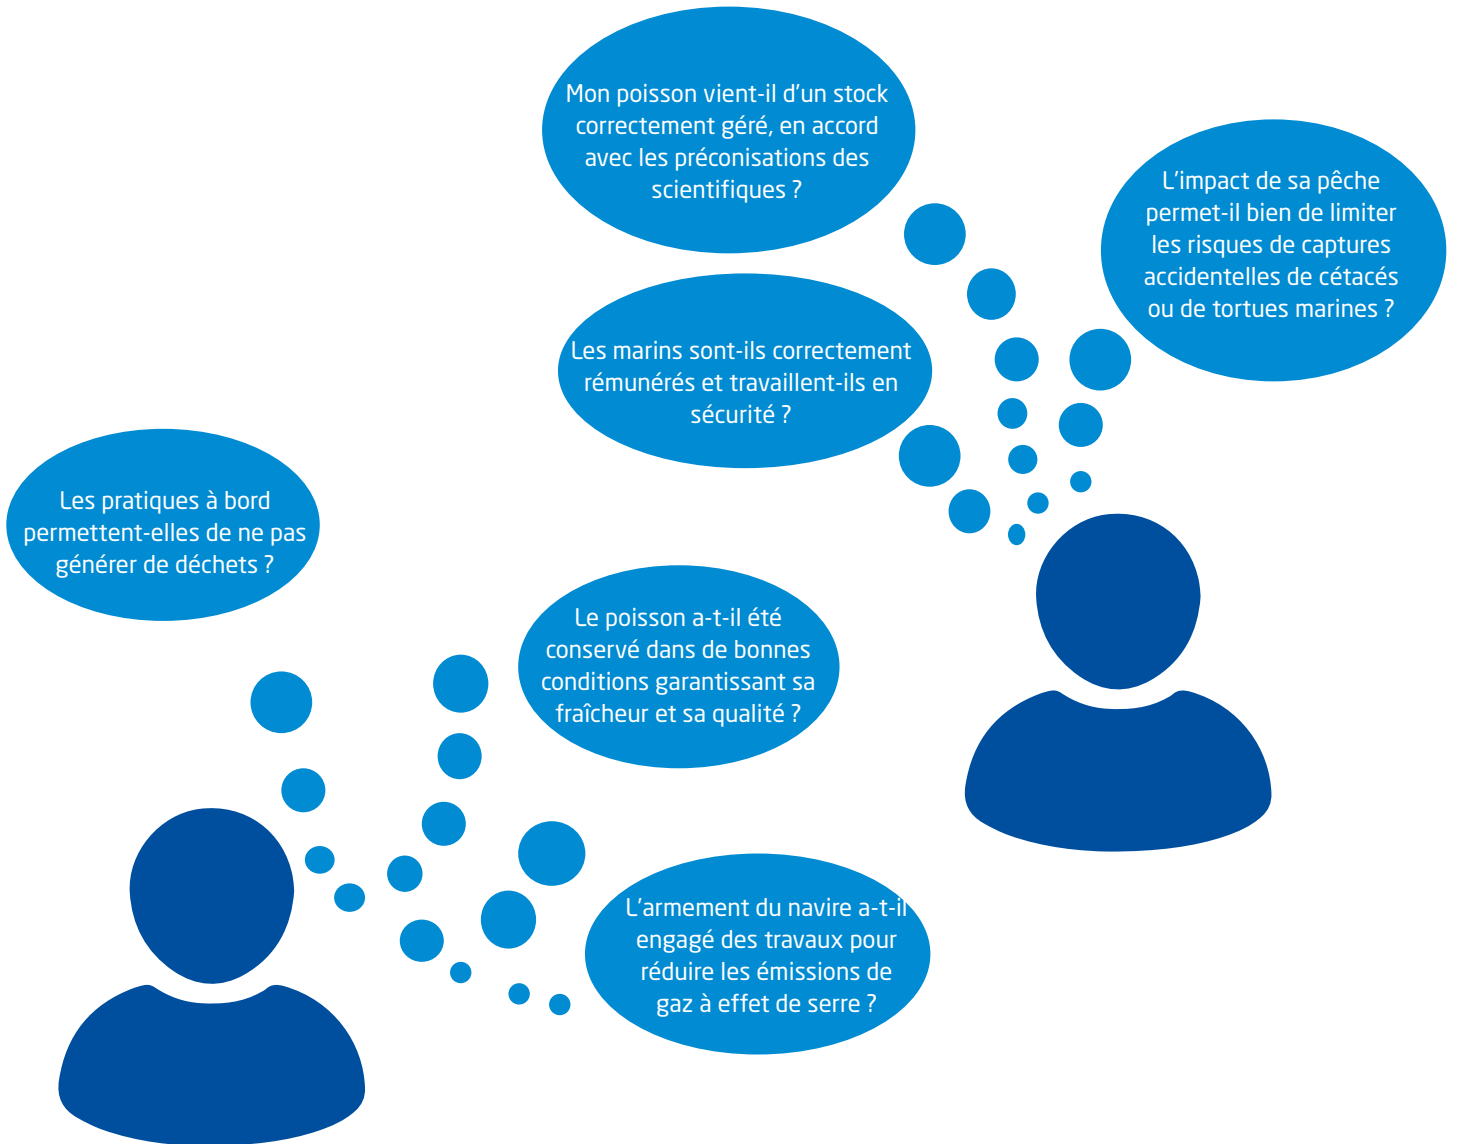 Mon poisson vient-il d'un stock
correctement géré, en accord
avec les préconisations des
scientifiques ?
L'impact de sa pêche
permet-il bien de limiter
les risques de captures
accidentelles de cétacés
ou de tortues marines ?
Les marins sont-ils correctement
rémunérés et travaillent-ils en
sécurité ?
Les pratiques à bord
permettent-elles de ne pas
générer de déchets ?
Le poisson a-t-il été
conservé dans de bonnes
conditions garantissant sa
fraîcheur et sa qualité ?
L'armement du navire a-t-il
engagé des travaux pour
réduire les émissions de
gaz à effet de serre ?